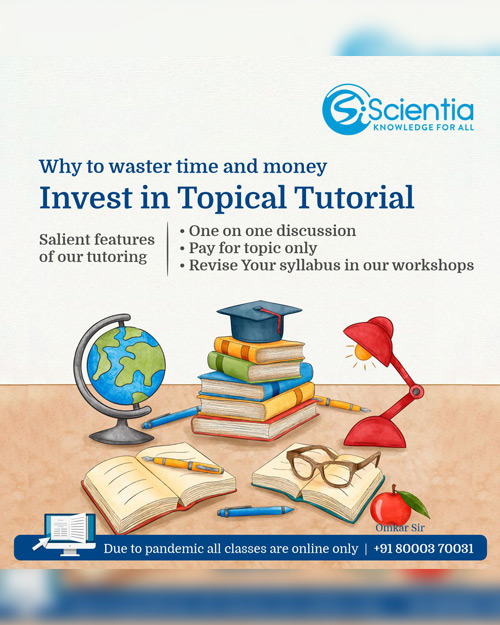 Scientia
KNOWLEDGE FOR ALL
Why to waster time and money
Invest in Topical Tutorial
Salient features
of our tutoring
• One on one discussion
• Pay for topic only
• Revise Your syllabus in our workshops
Omkar Sir
Due to pandemic all classes are online only | +91 80003 70031